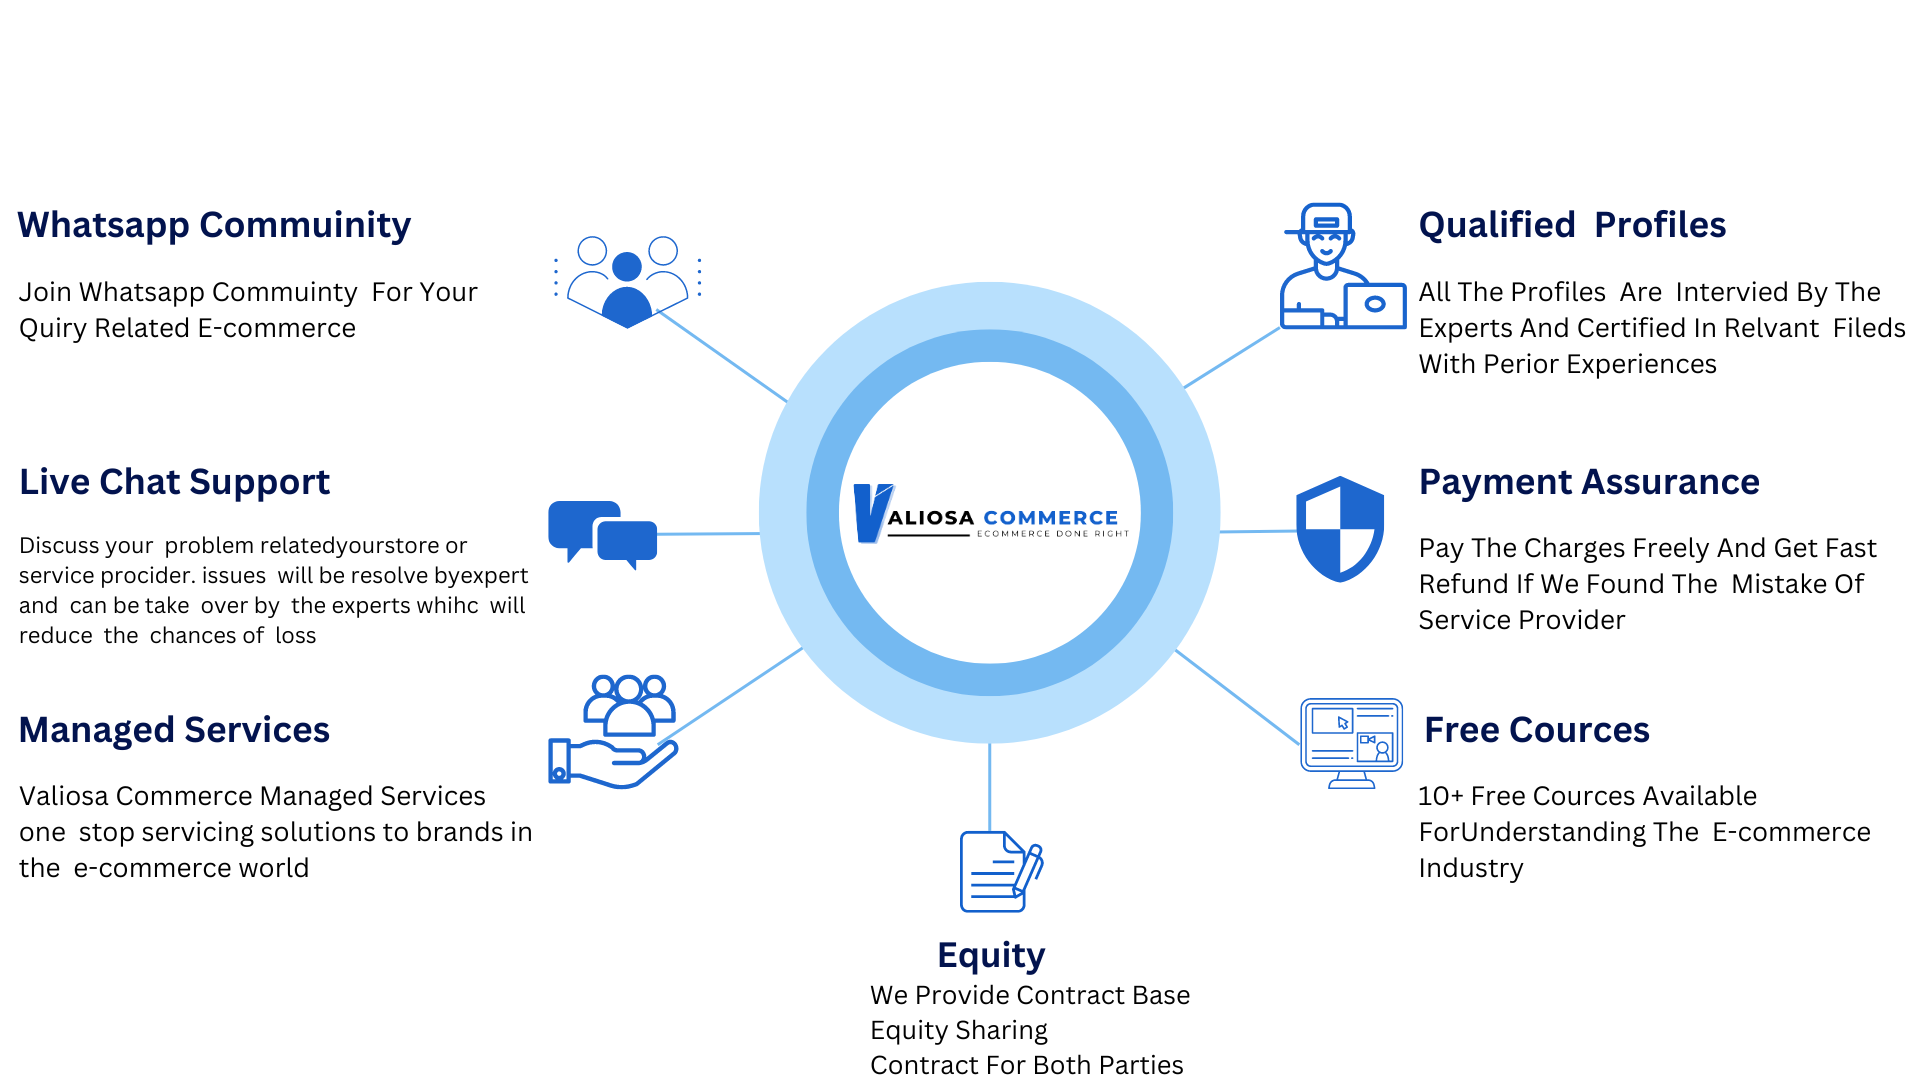 Whatsapp Commuinity
Join Whatsapp Commuinty For Your
Quiry Related E-commerce
Live Chat Support
Discuss your problem relatedyourstore or
service procider. issues will be resolve byexpert
and can be take over by the experts whihc will
reduce the chances of loss
Managed Services
Valiosa Commerce Managed Services
one stop servicing solutions to brands in
the e-commerce world
VALIOSA COMMERCE
ECOMMERCE DONE RIGHT
Equity
We Provide Contract Base
Equity Sharing
Contract For Both Parties
Qualified Profiles
All The Profiles Are Intervied By The
Experts And Certified In Relvant Fileds
With Perior Experiences
Payment Assurance
Pay The Charges Freely And Get Fast
Refund If We Found The Mistake Of
Service Provider
Free Cources
10+ Free Cources Available
ForUnderstanding The E-commerce
Industry